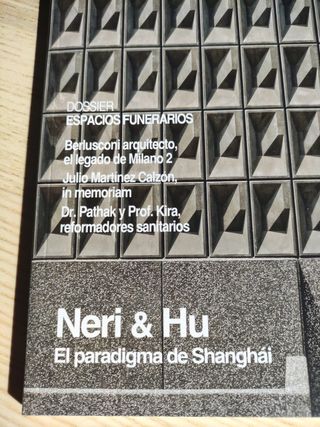 DOSSIER
ESPACIOS FUNERARIOS
Berlusconi arquitecto,
el legado de Milano 2
Julio Martínez Calzón,
in memoriam
Dr. Pathak y Prof. Kira,
reformadores sanitarios
Neri & Hu
El paradigma de Shanghái